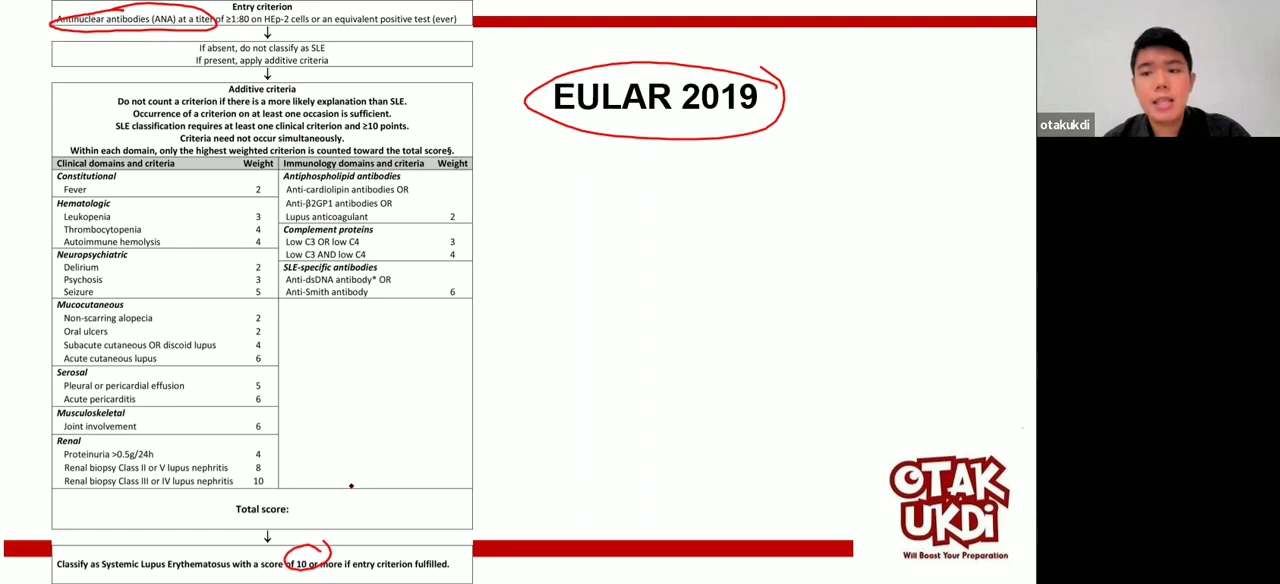 Entry criterion
Antinuclear antibodies (ANA) at a titer of ≥1:80 on HEp-2 cells or an equivalent positive test (ever)
If absent, do not classify as SLE
If present, apply additive criteria
Additive criteria
Do not count a criterion if there is a more likely explanation than SLE.
Occurrence of a criterion on at least one occasion is sufficient.
SLE classification requires at least one clinical criterion and ≥10 points.
Criteria need not occur simultaneously.
Within each domain, only the highest weighted criterion is counted toward the total score§.
Clinical domains and criteria Weight Immunology domains and criteria Weight
Constitutional Antiphospholipid antibodies
Fever 2 Anti-cardiolipin antibodies OR
Hematologic Anti-β2GP1 antibodies OR
Leukopenia 3 Lupus anticoagulant 2
Thrombocytopenia 4 Complement proteins
Autoimmune hemolysis 4 Low C3 OR low C4 3
Neuropsychiatric Low C3 AND low C4 4
Delirium 2 SLE-specific antibodies
Psychosis 3 Anti-dsDNA antibody* OR
Seizure 5 Anti-Smith antibody 6
Mucocutaneous
Non-scarring alopecia 2
Oral ulcers 2
Subacute cutaneous OR discoid lupus 4
Acute cutaneous lupus 6
Serosal
Pleural or pericardial effusion 5
Acute pericarditis 6
Musculoskeletal
Joint involvement 6
Renal
Proteinuria >0.5g/24h 4
Renal biopsy Class II or V lupus nephritis 8
Renal biopsy Class III or IV lupus nephritis 10
Total score:
Classify as Systemic Lupus Erythematosus with a score of 10 or more if entry criterion fulfilled.
EULAR 2019
otakukdi
OTAK
UKDi
Will Boost Your Preparation